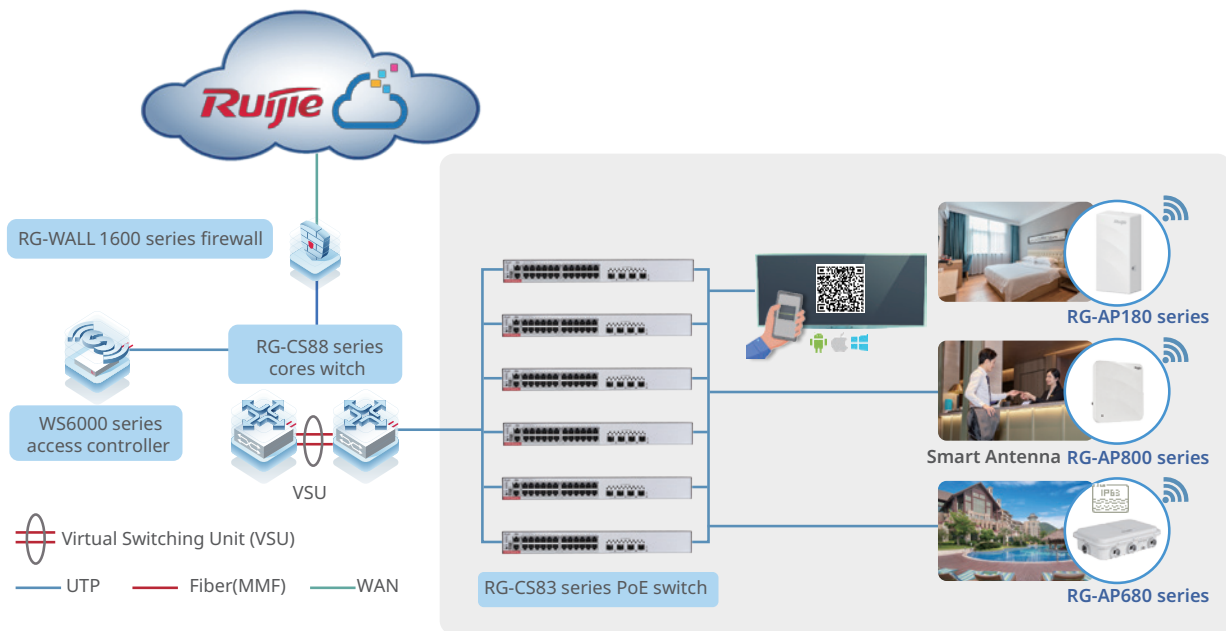 Ruijie
RG-WALL 1600 series firewall
RG-CS88 series
cores witch
WS6000 series
access controller
VSU
Virtual Switching Unit (VSU)
UTP
Fiber(MMF)
WAN
RG-CS83 series PoE switch
RG-AP180 series
Smart Antenna
RG-AP800 series
IP68
RG-AP680 series